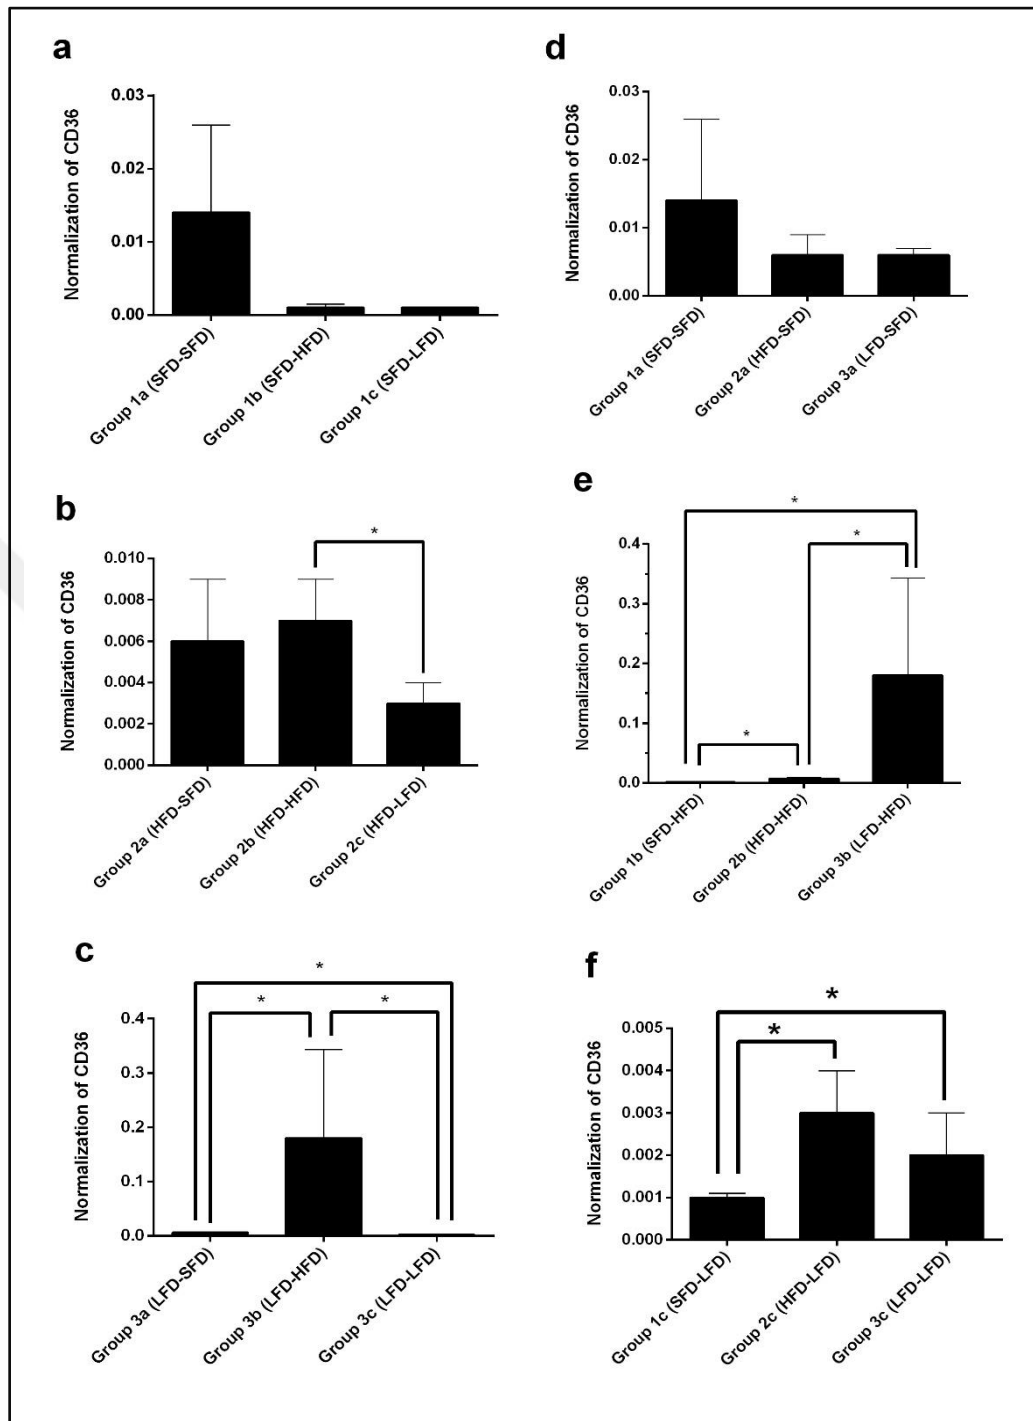 a
Normalization of CD36
0.03
0.02
0.01
0.00
Group 1a (SFD-SFD)
Group 1b (SFD-HFD)
Group 1c (SFD-LFD)
d
Normalization of CD36
0.03
0.02
0.01
0.00
Group 1a (SFD-SFD)
Group 2a (HFD-SFD)
Group 3a (LFD-SFD)
b
Normalization of CD36
0.010
0.008
0.006
0.004
0.002
0.000
*
Group 2a (HFD-SFD)
Group 2b (HFD-HFD)
Group 2c (HFD-LFD)
e
Normalization of CD36
0.4
0.3
0.2
0.1
0.0
*
*
*
Group 1b (SFD-HFD)
Group 2b (HFD-HFD)
Group 3b (LFD-HFD)
c
Normalization of CD36
0.4
0.3
0.2
0.1
0.0
*
*
*
Group 3a (LFD-SFD)
Group 3b (LFD-HFD)
Group 3c (LFD-LFD)
f
Normalization of CD36
0.005
0.004
0.003
0.002
0.001
0.000
*
*
Group 1c (SFD-LFD)
Group 2c (HFD-LFD)
Group 3c (LFD-LFD)